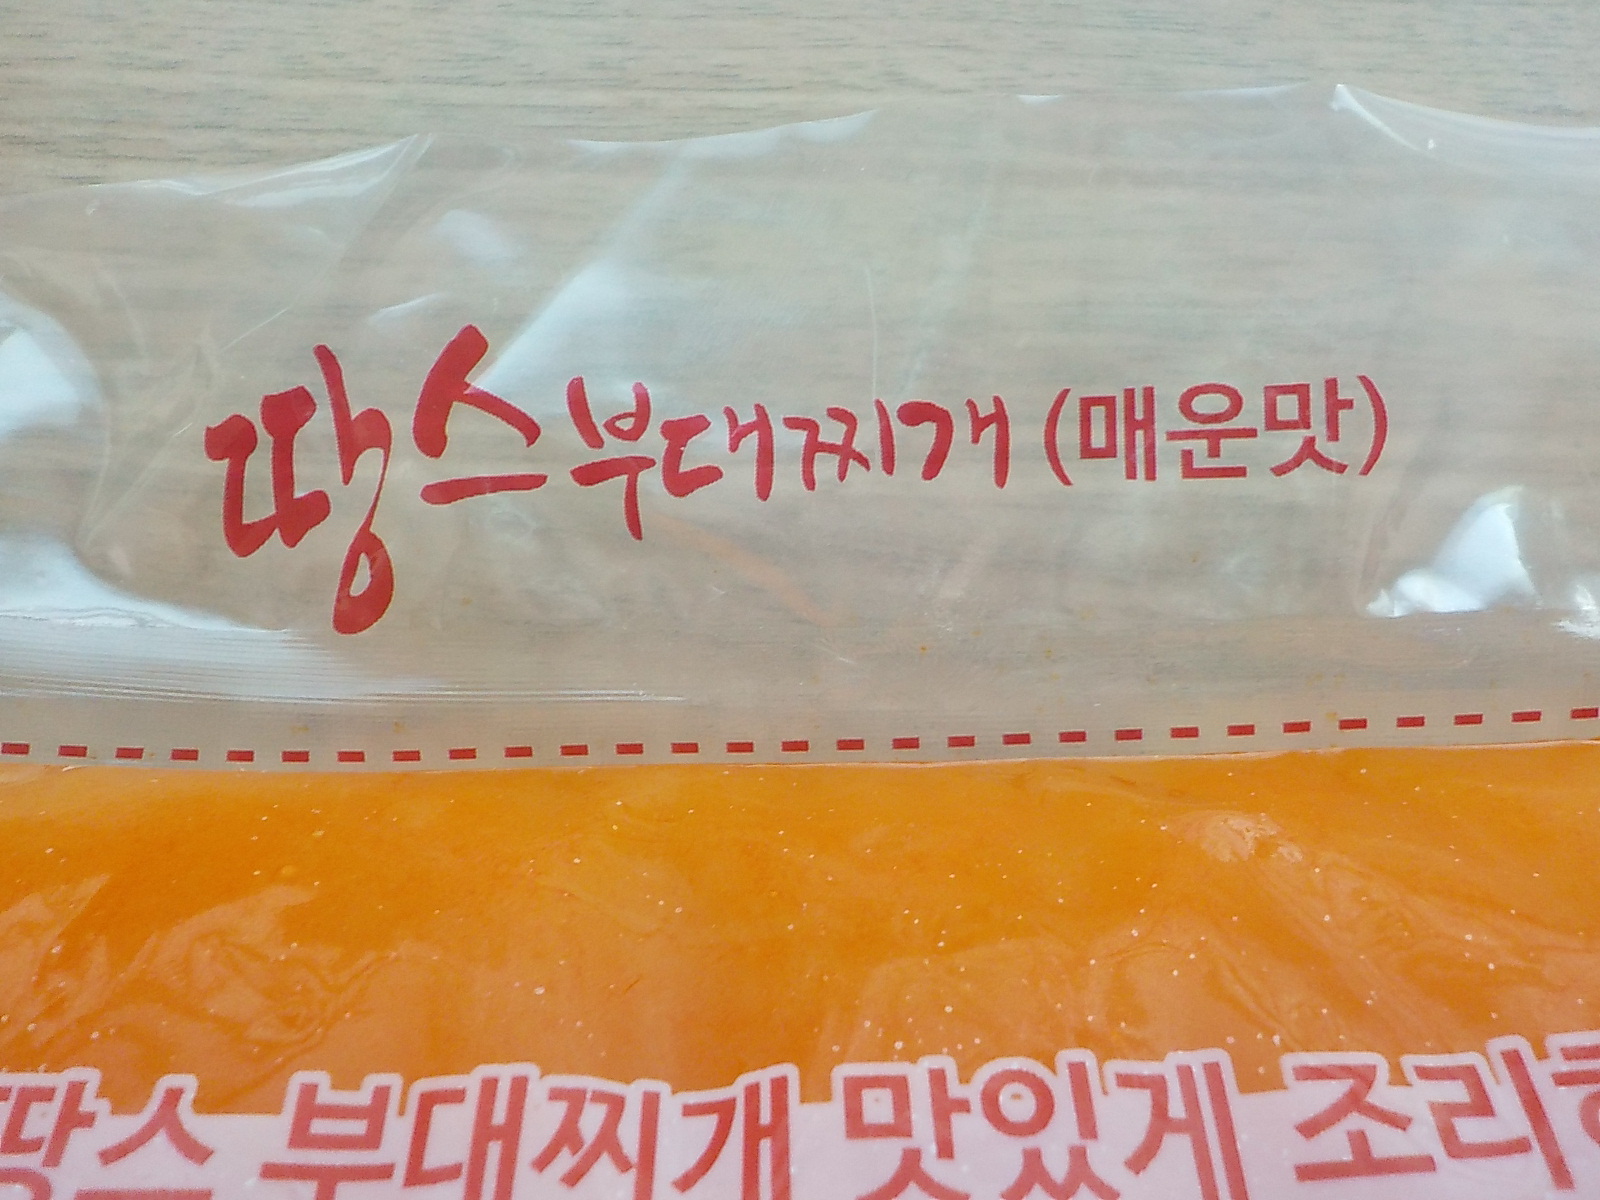 땅스부대찌개 (매운맛)
땅스 부대찌개 맛있게 조리